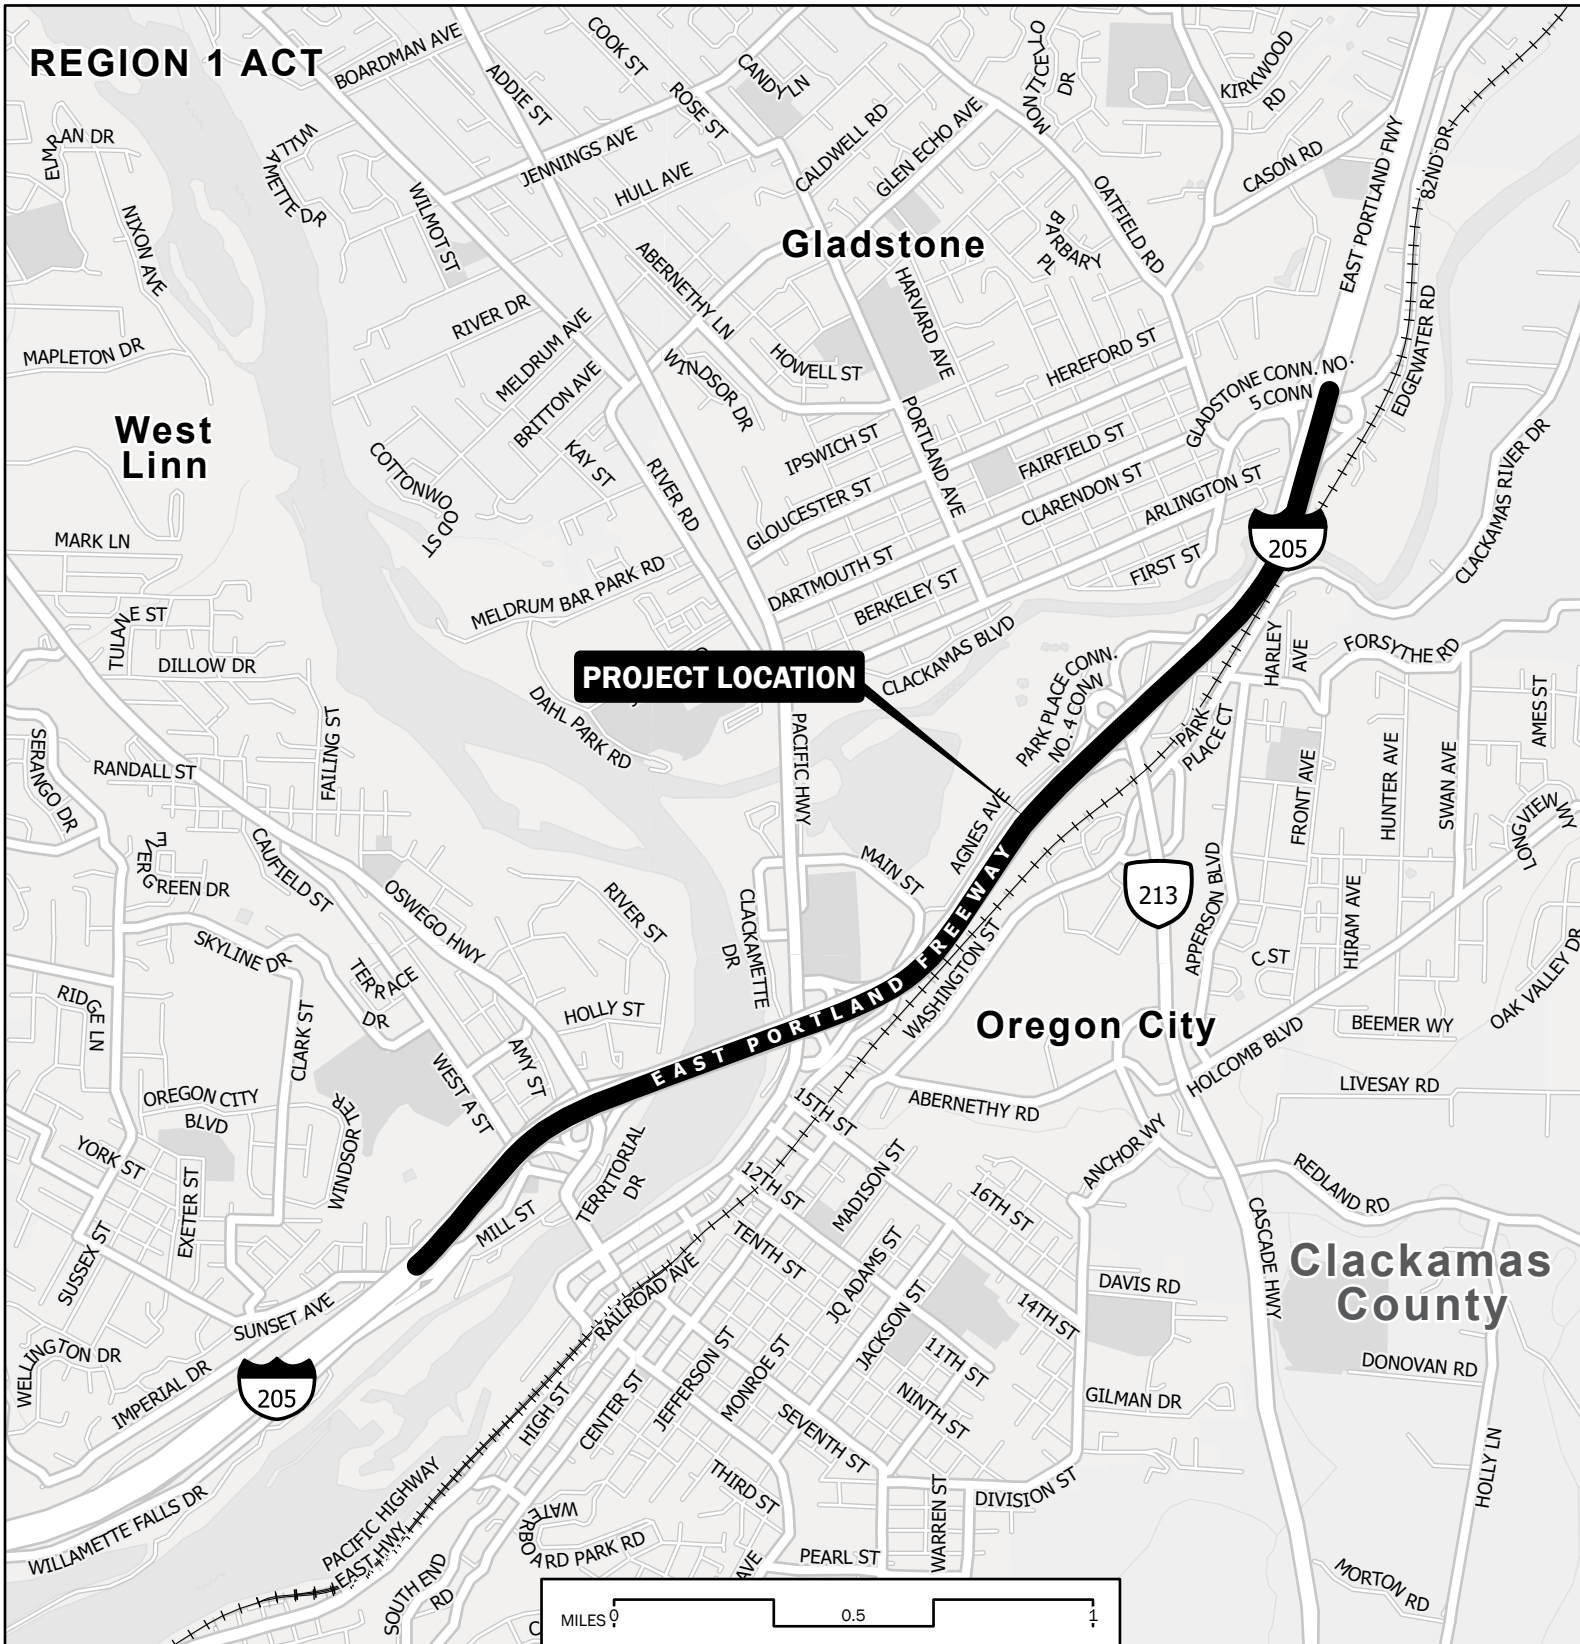 REGION 1 ACT
BOARDMAN AVE
ADDIE ST
COOK ST
ROSE ST
CANDY LN
MONTICELLO
DR
KIRKWOOD
RD
EAST PORTLAND FWY
82ND DR
ELMRAN DR
WILLAMETTE DR
JENNINGS AVE
HULL AVE
CALDWELL RD
GLEN ECHO AVE
CASON RD
NIXON AVE
WILMOT ST
OATFIELD RD
BARBARY
PL
Gladstone
ABERNETHY LN
HARVARD AVE
RIVER DR
MELDRUM AVE
BRITTON AVE
WINDSOR DR
HOWELL ST
HEREFORD ST
GLADSTONE CONN. NO.
5 CONN
EDGEWATER RD
MAPLETON DR
West
Linn
COTTONWOOD ST
KAY ST
RIVER RD
IPSWICH ST
PORTLAND AVE
FAIRFIELD ST
GLOUCESTER ST
CLARENDON ST
ARLINGTON ST
CLACKAMAS RIVER DR
MARK LN
205
FIRST ST
MELDRUM BAR PARK RD
DARTMOUTH ST
BERKELEY ST
TULANE ST
DILLOW DR
CLACKAMAS BLVD
HARLEY
AVE
FORSYTHE RD
PROJECT LOCATION
PARK PLACE CONN.
NO. 4 CONN
PARK
PLACE CT
DAHL PARK RD
PACIFIC HWY
FAILING ST
SERANGO DR
RANDALL ST
FRONT AVE
HUNTER AVE
SWAN AVE
AMES ST
LONGVIEW WY
AGNES AVE
MAIN ST
EVERGREEN DR
CAUFIELD ST
OSWEGO HWY
RIVER ST
CLACKAMETTE
DR
213
APPERSON BLVD
HIRAM AVE
C ST
OAK VALLEY DR
SKYLINE DR
TERRACE
DR
WASHINGTON ST
EAST PORTLAND FREEWAY
RIDGE LN
CLARK ST
HOLLY ST
Oregon City
BEEMER WY
HOLCOMB BLVD
AMY ST
WEST A ST
LIVESAY RD
OREGON CITY
BLVD
WINDSOR TER
ABERNETHY RD
15TH ST
ANCHOR WY
YORK ST
EXETER ST
TERRITORIAL
DR
12TH ST
MADISON ST
16TH ST
REDLAND RD
MILL ST
SUSSEX ST
TENTH ST
JQ ADAMS ST
CASCADE HWY
Clackamas
County
SUNSET AVE
RAILROAD AVE
JACKSON ST
14TH ST
DAVIS RD
WELLINGTON DR
IMPERIAL DR
205
JEFFERSON ST
MONROE ST
11TH ST
DONOVAN RD
HIGH ST
CENTER ST
SEVENTH ST
NINTH ST
GILMAN DR
HOLLY LN
WILLAMETTE FALLS DR
PACIFIC HIGHWAY
EAST HWY
THIRD ST
WARREN ST
DIVISION ST
WATERBOARD PARK RD
SOUTH END
RD
AVE
PEARL ST
MORTON RD
MILES 0 0.5 1